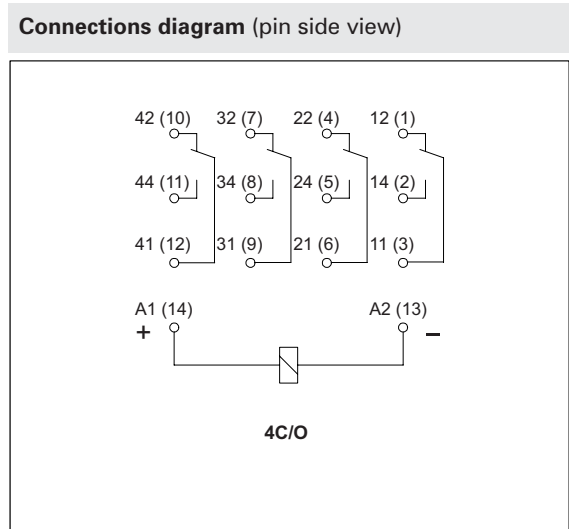 Connections diagram (pin side view)
42 (10) 32 (7) 22 (4) 12 (1)
44 (11) 34 (8) 24 (5) 14 (2)
41 (12) 31 (9) 21 (6) 11 (3)
A1 (14) A2 (13)
+ –
4C/O